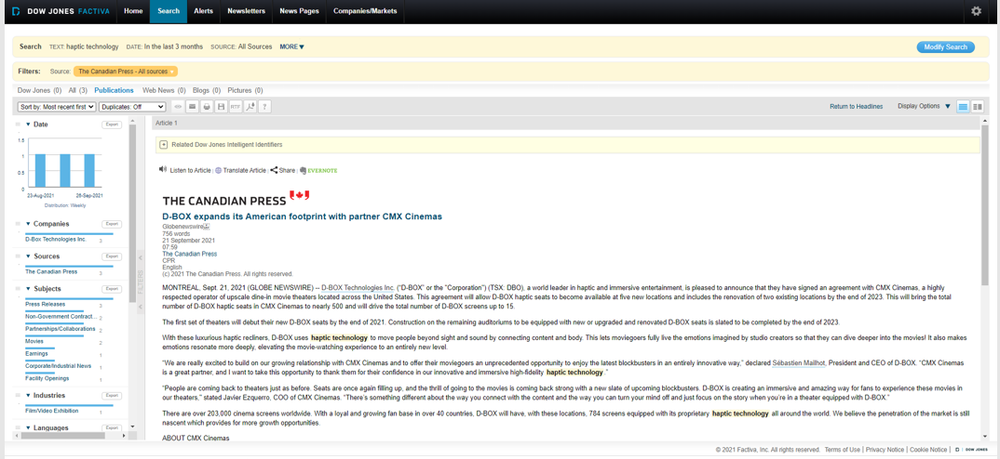 DOW JONES FACTIVA Home Search Alerts Newsletters News Pages Companies/Markets
Search TEXT: haptic technology DATE: In the last 3 months SOURCE: All Sources MORE▼ Modify Search
Filters: Source: The Canadian Press - All sources
Dow Jones (0) All (3) Publications Web News (0) Blogs (0) Pictures (0)
Sort by: Most recent first Duplicates: Off RTF ? Return to Headlines Display Options ▼
Date Export
1.5
1
0.5
0
23-Aug-2021 26-Sep-2021
Distribution: Weekly
Companies Export
D-Box Technologies Inc. 3
Sources Export
The Canadian Press 3
Subjects Export
Press Releases 3
Non-Government Contract... 2
Partnerships/Collaborations 2
Movies 2
Earnings 1
Corporate/Industrial News 1
Facility Openings 1
Industries Export
Film/Video Exhibition 1
Languages Export
FILTERS
Article 1
Related Dow Jones Intelligent Identifiers
Listen to Article | Translate Article | Share | EVERNOTE
THE CANADIAN PRESS
D-BOX expands its American footprint with partner CMX Cinemas
Globenewswire
756 words
21 September 2021
07:59
The Canadian Press
CPR
English
(c) 2021 The Canadian Press. All rights reserved.
MONTREAL, Sept. 21, 2021 (GLOBE NEWSWIRE) -- D-BOX Technologies Inc. ("D-BOX" or the "Corporation") (TSX: DBO), a world leader in haptic and immersive entertainment, is pleased to announce that they have signed an agreement with CMX Cinemas, a highly
respected operator of upscale dine-in movie theaters located across the United States. This agreement will allow D-BOX haptic seats to become available at five new locations and includes the renovation of two existing locations by the end of 2023. This will bring the total
number of D-BOX haptic seats in CMX Cinemas to nearly 500 and will drive the total number of D-BOX screens up to 15.
The first set of theaters will debut their new D-BOX seats by the end of 2021. Construction on the remaining auditoriums to be equipped with new or upgraded and renovated D-BOX seats is slated to be completed by the end of 2023.
With these luxurious haptic recliners, D-BOX uses haptic technology to move people beyond sight and sound by connecting content and body. This lets moviegoers fully live the emotions imagined by studio creators so that they can dive deeper into the movies! It also makes
emotions resonate more deeply, elevating the movie-watching experience to an entirely new level.
"We are really excited to build on our growing relationship with CMX Cinemas and to offer their moviegoers an unprecedented opportunity to enjoy the latest blockbusters in an entirely innovative way," declared Sébastien Mailhot, President and CEO of D-BOX. "CMX Cinemas
is a great partner, and I want to take this opportunity to thank them for their confidence in our innovative and immersive high-fidelity haptic technology ."
"People are coming back to theaters just as before. Seats are once again filling up, and the thrill of going to the movies is coming back strong with a new slate of upcoming blockbusters. D-BOX is creating an immersive and amazing way for fans to experience these movies in
our theaters," stated Javier Ezquerro, COO of CMX Cinemas. "There's something different about the way you connect with the content and the way you can turn your mind off and just focus on the story when you're in a theater equipped with D-BOX."
There are over 203,000 cinema screens worldwide. With a loyal and growing fan base in over 40 countries, D-BOX will have, with these locations, 784 screens equipped with its proprietary haptic technology all around the world. We believe the penetration of the market is still
nascent which provides for more growth opportunities.
ABOUT CMX Cinemas
© 2021 Factiva, Inc. All rights reserved. Terms of Use | Privacy Notice | Cookie Notice | D | DOW JONES